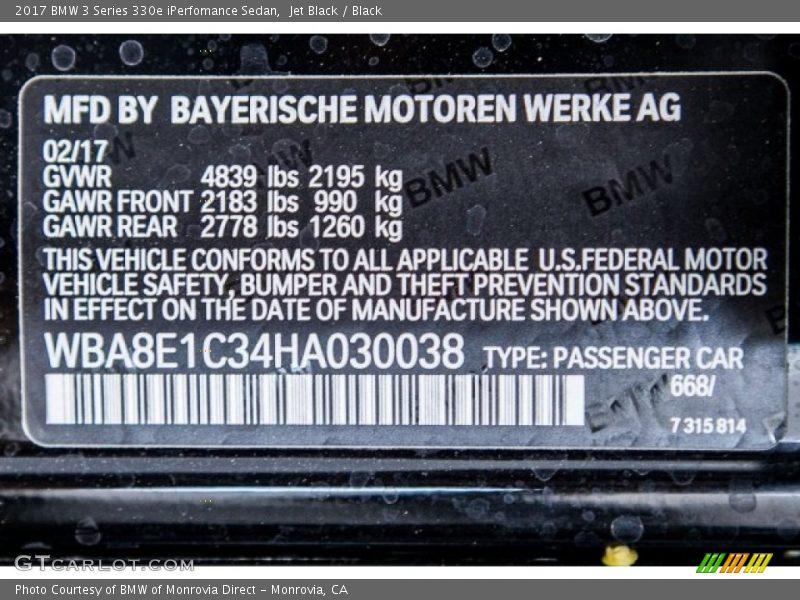 2017 BMW 3 Series 330e iPerfomance Sedan, Jet Black / Black
MFD BY BAYERISCHE MOTOREN WERKE AG
02/17
GVWR 4839 lbs 2195 kg
GAWR FRONT 2183 lbs 990 kg
GAWR REAR 2778 lbs 1260 kg
THIS VEHICLE CONFORMS TO ALL APPLICABLE U.S.FEDERAL MOTOR
VEHICLE SAFETY, BUMPER AND THEFT PREVENTION STANDARDS
IN EFFECT ON THE DATE OF MANUFACTURE SHOWN ABOVE.
WBA8E1C34HA030038 TYPE: PASSENGER CAR
668/
7 315 814
BMW
BMW
GTCARLOT.COM
Photo Courtesy of BMW of Monrovia Direct - Monrovia, CA